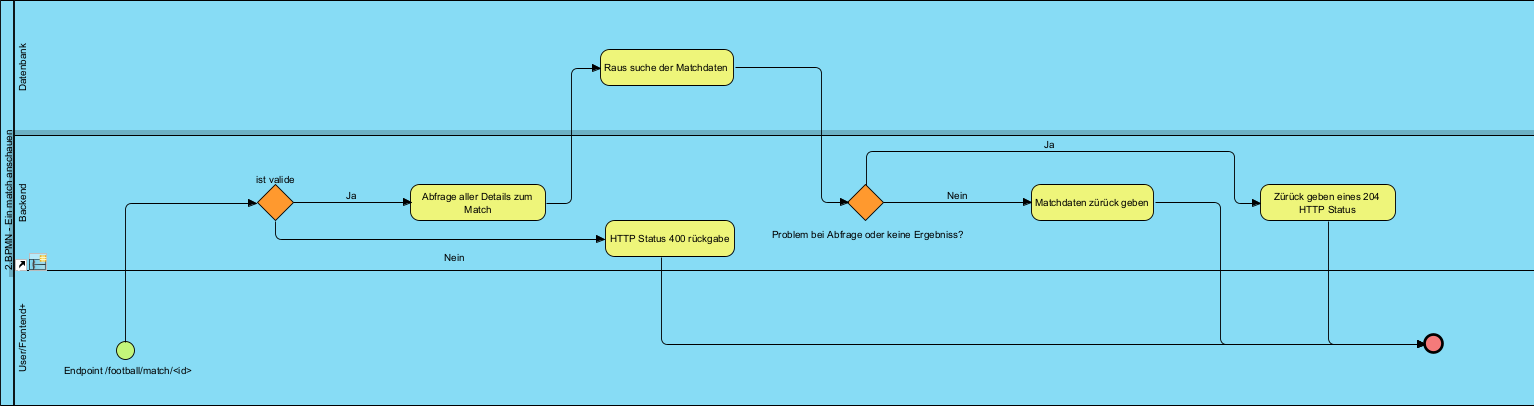 2.BPMN - Ein match anschauen
Datenbank
Raus suche der Matchdaten
Backend
ist valide
Ja
Abfrage aller Details zum
Match
HTTP Status 400 rückgabe
Nein
Problem bei Abfrage oder keine Ergebniss?
Ja
Nein
Matchdaten zürück geben
Zürück geben eines 204
HTTP Status
User/Frontend+
Endpoint /football/match/<id>